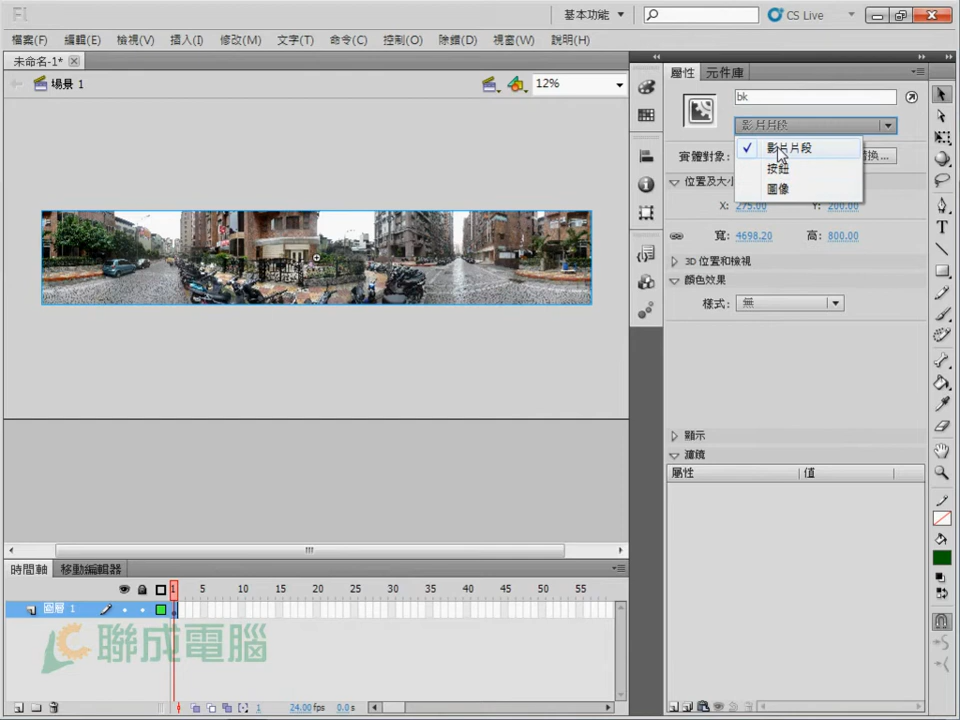 Fl
基本功能
CS Live
檔案(F) 編輯(E) 檢視(V) 插入(I) 修改(M) 文字(T) 命令(C) 控制(O) 除錯(D) 視窗(W) 說明(H)
未命名-1*
場景 1
12%
屬性 元件庫
bk
影片片段
影片片段
按鈕
圖像
實體對象:
換...
位置及大小
X: 275.00 Y: 200.00
寬: 4698.20 高: 800.00
3D 位置和檢視
顏色效果
樣式: 無
顯示
濾鏡
屬性 值
時間軸 移動編輯器
1 5 10 15 20 25 30 35 40 45 50 55
圖層 1
聯成電腦
1 24.00 fps 0.0 s